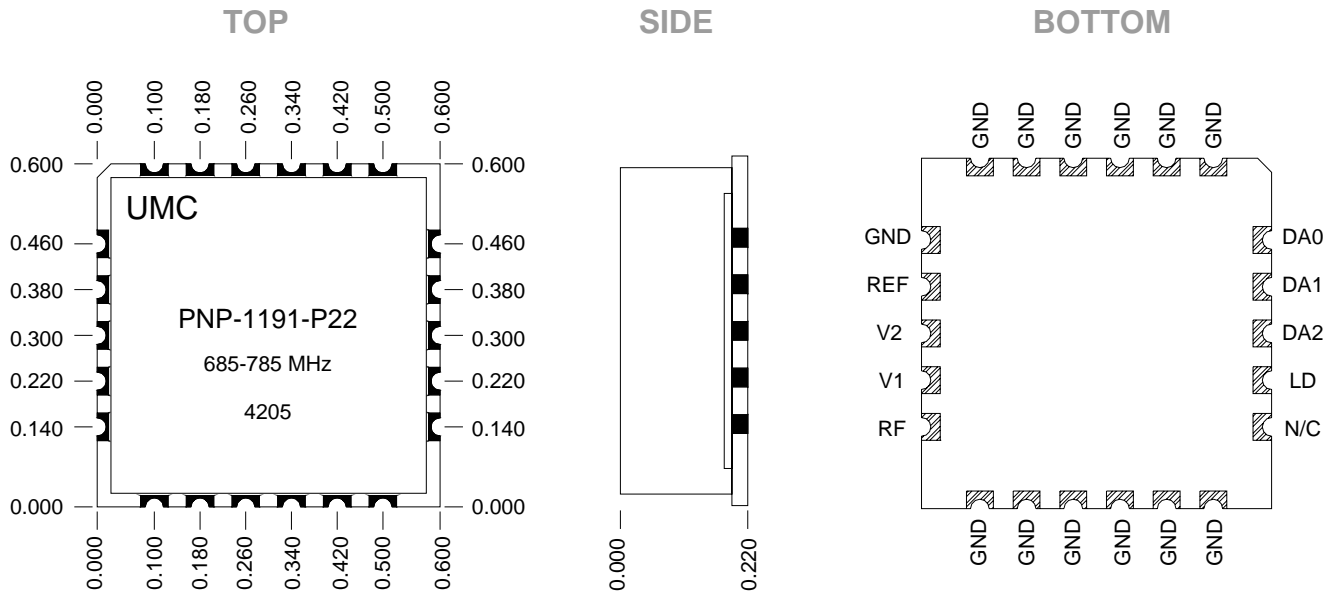 TOP
SIDE
BOTTOM
0.000
0.100
0.180
0.260
0.340
0.420
0.500
0.600
0.600
0.460
0.380
0.300
0.220
0.140
0.000
UMC
PNP-1191-P22
685-785 MHz
4205
0.600
0.460
0.380
0.300
0.220
0.140
0.000
0.000
0.100
0.180
0.260
0.340
0.420
0.500
0.600
0.000
0.220
GND
GND
GND
GND
GND
GND
GND
REF
V2
V1
RF
DA0
DA1
DA2
LD
N/C
GND
GND
GND
GND
GND
GND